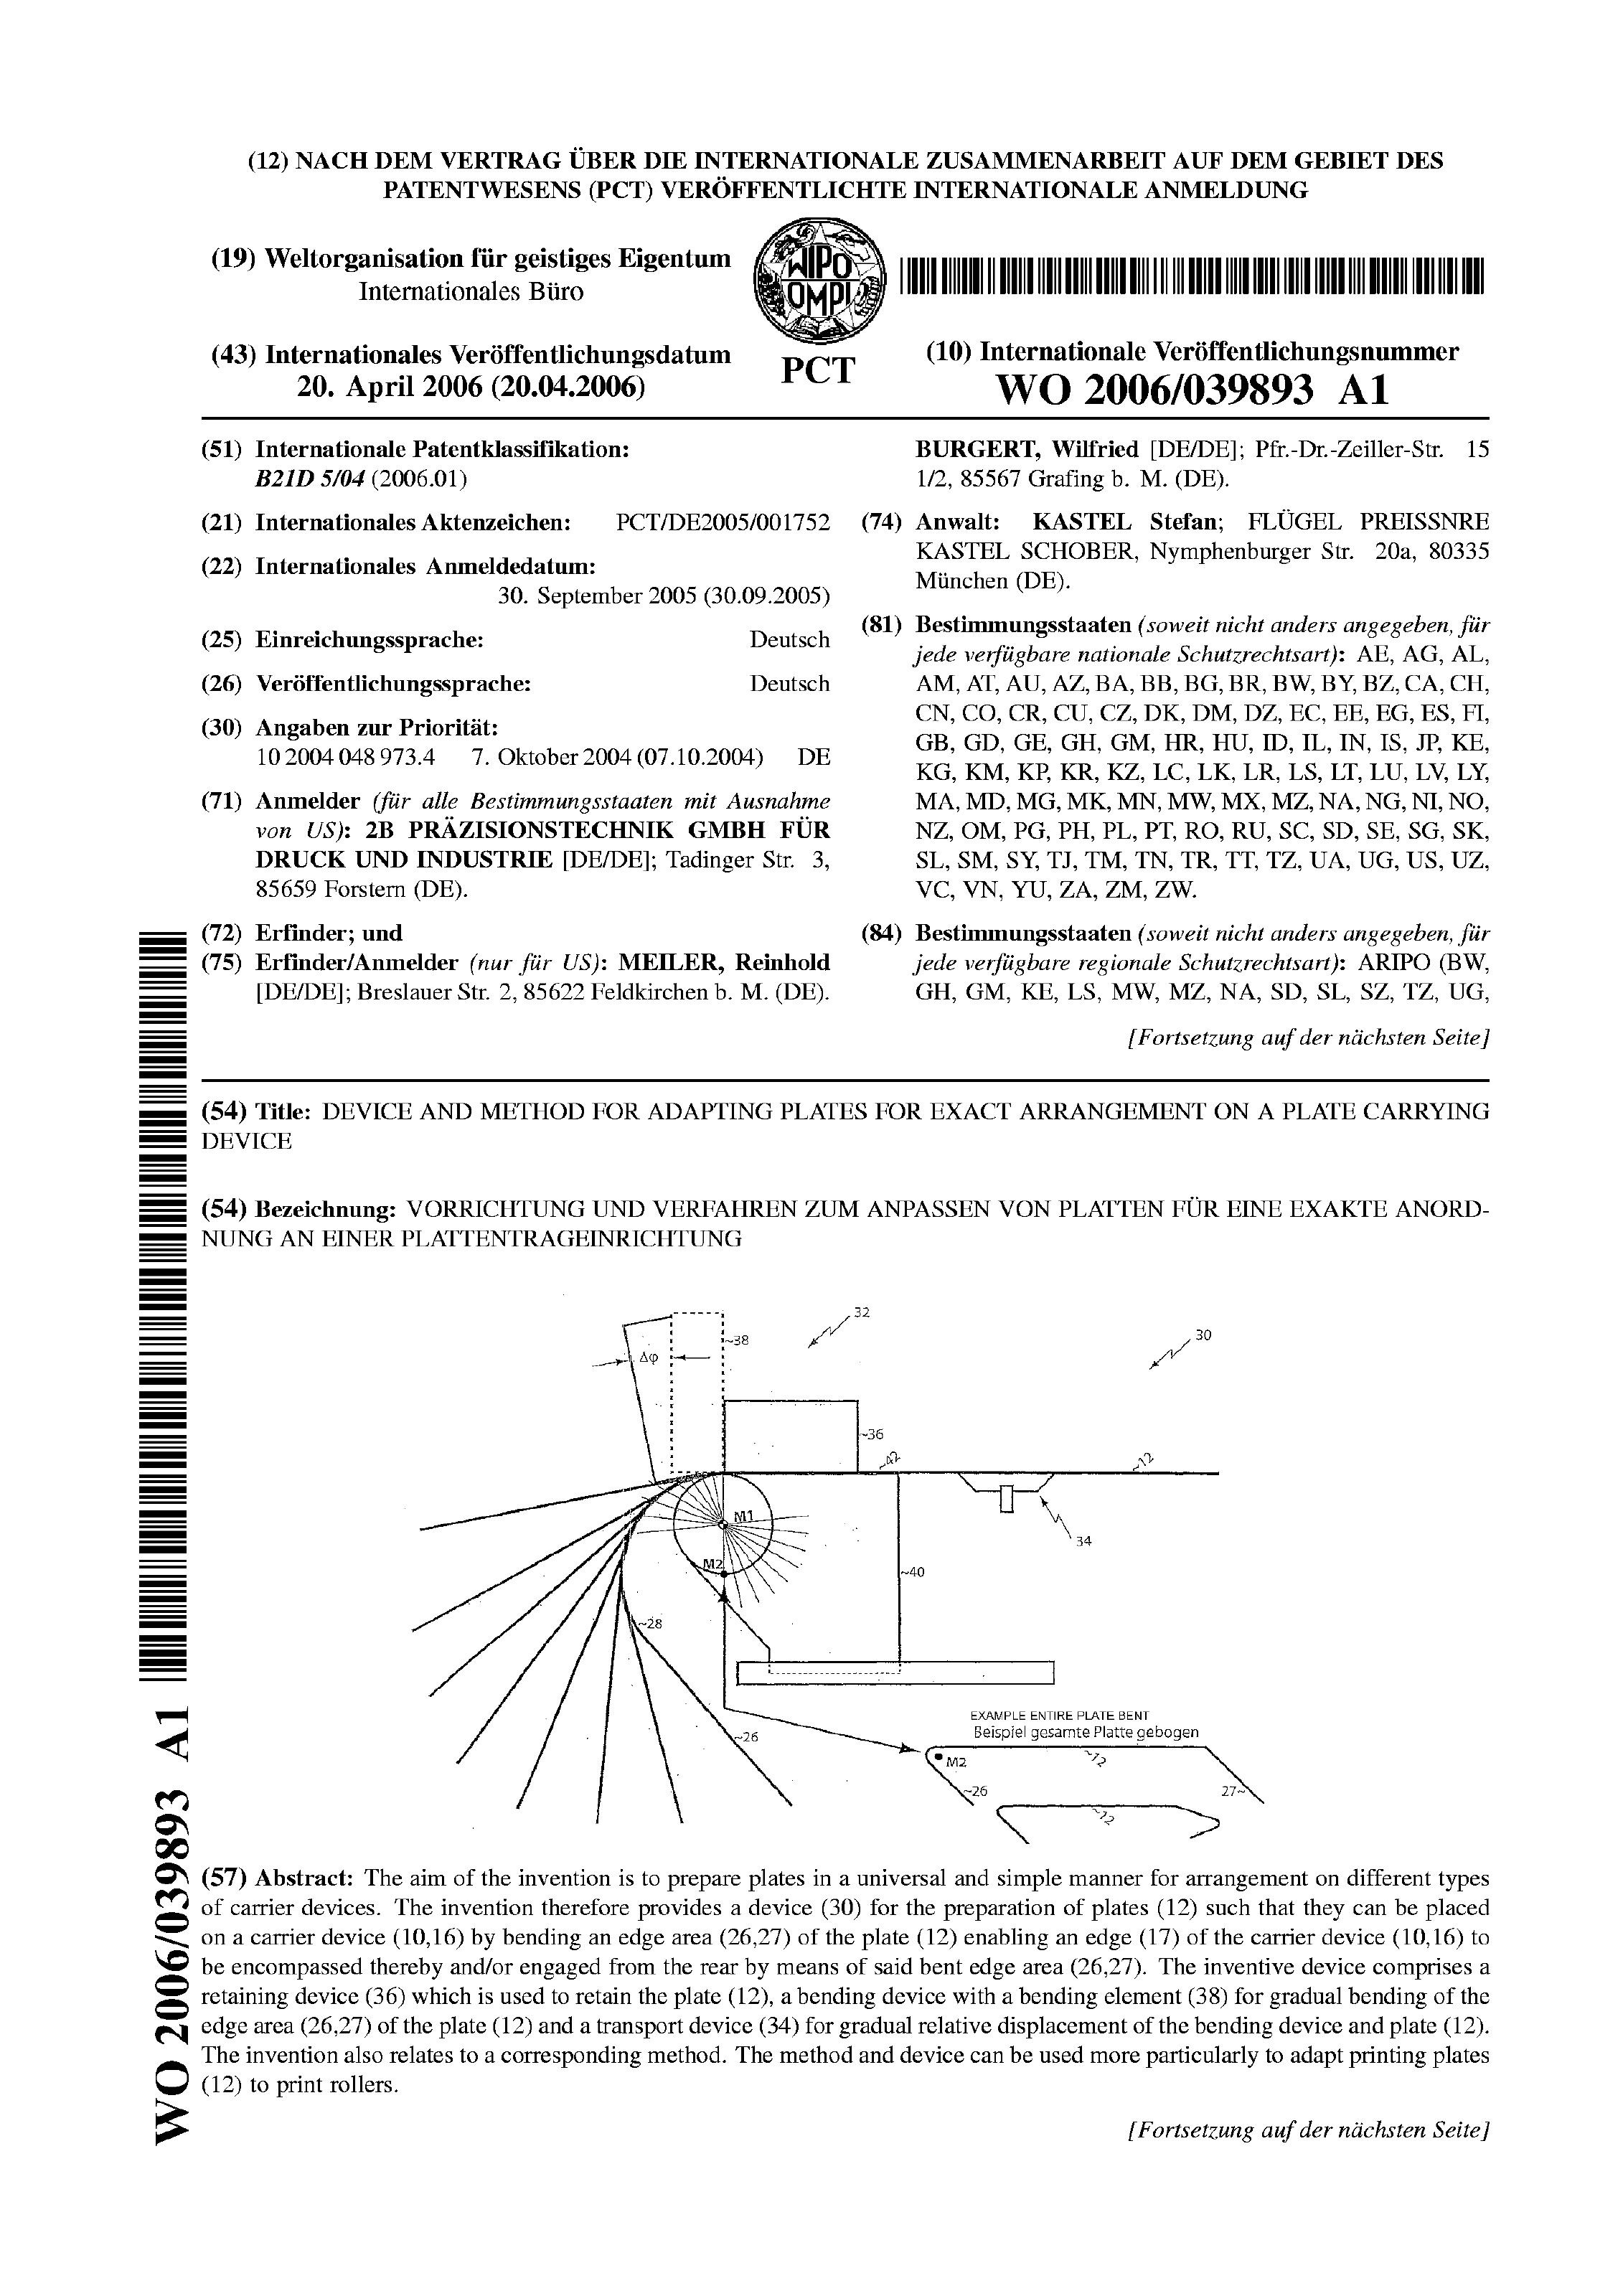 (12) NACH DEM VERTRAG ÜBER DIE INTERNATIONALE ZUSAMMENARBEIT AUF DEM GEBIET DES
PATENTWESENS (PCT) VERÖFFENTLICHTE INTERNATIONALE ANMELDUNG
(19) Weltorganisation für geistiges Eigentum
Internationales Büro
WIPO
OMPI
PCT
(43) Internationales Veröffentlichungsdatum
20. April 2006 (20.04.2006)
(10) Internationale Veröffentlichungsnummer
WO 2006/039893 A1
(51) Internationale Patentklassifikation:
B21D 5/04 (2006.01)
(21) Internationales Aktenzeichen: PCT/DE2005/001752
(22) Internationales Anmeldedatum:
30. September 2005 (30.09.2005)
(25) Einreichungssprache: Deutsch
(26) Veröffentlichungssprache: Deutsch
(30) Angaben zur Priorität:
10 2004 048 973.4 7. Oktober 2004 (07.10.2004) DE
(71) Anmelder (für alle Bestimmungsstaaten mit Ausnahme
von US): 2B PRÄZISIONSTECHNIK GMBH FÜR
DRUCK UND INDUSTRIE [DE/DE]; Tadinger Str. 3,
85659 Forstern (DE).
(72) Erfinder; und
(75) Erfinder/Anmelder (nur für US): MEILER, Reinhold
[DE/DE]; Breslauer Str. 2, 85622 Feldkirchen b. M. (DE).
BURGERT, Wilfried [DE/DE]; Pfr.-Dr.-Zeiller-Str. 15
1/2, 85567 Grafing b. M. (DE).
(74) Anwalt: KASTEL Stefan; FLÜGEL PREISSNRE
KASTEL SCHOBER, Nymphenburger Str. 20a, 80335
München (DE).
(81) Bestimmungsstaaten (soweit nicht anders angegeben, für
jede verfügbare nationale Schutzrechtsart): AE, AG, AL,
AM, AT, AU, AZ, BA, BB, BG, BR, BW, BY, BZ, CA, CH,
CN, CO, CR, CU, CZ, DK, DM, DZ, EC, EE, EG, ES, FI,
GB, GD, GE, GH, GM, HR, HU, ID, IL, IN, IS, JP, KE,
KG, KM, KP, KR, KZ, LC, LK, LR, LS, LT, LU, LV, LY,
MA, MD, MG, MK, MN, MW, MX, MZ, NA, NG, NI, NO,
NZ, OM, PG, PH, PL, PT, RO, RU, SC, SD, SE, SG, SK,
SL, SM, SY, TJ, TM, TN, TR, TT, TZ, UA, UG, US, UZ,
VC, VN, YU, ZA, ZM, ZW.
(84) Bestimmungsstaaten (soweit nicht anders angegeben, für
jede verfügbare regionale Schutzrechtsart): ARIPO (BW,
GH, GM, KE, LS, MW, MZ, NA, SD, SL, SZ, TZ, UG,
[Fortsetzung auf der nächsten Seite]
(54) Title: DEVICE AND METHOD FOR ADAPTING PLATES FOR EXACT ARRANGEMENT ON A PLATE CARRYING
DEVICE
(54) Bezeichnung: VORRICHTUNG UND VERFAHREN ZUM ANPASSEN VON PLATTEN FÜR EINE EXAKTE ANORD-
NUNG AN EINER PLATTENTRAGEINRICHTUNG
32
30
~38
Δφ
~36
~42
~12
M1
34
M2
~40
~28
EXAMPLE ENTIRE PLATE BENT
Beispiel gesamte Platte gebogen
~26
M2
~12
~26
27~
~12
(57) Abstract: The aim of the invention is to prepare plates in a universal and simple manner for arrangement on different types
of carrier devices. The invention therefore provides a device (30) for the preparation of plates (12) such that they can be placed
on a carrier device (10,16) by bending an edge area (26,27) of the plate (12) enabling an edge (17) of the carrier device (10,16) to
be encompassed thereby and/or engaged from the rear by means of said bent edge area (26,27). The inventive device comprises a
retaining device (36) which is used to retain the plate (12), a bending device with a bending element (38) for gradual bending of the
edge area (26,27) of the plate (12) and a transport device (34) for gradual relative displacement of the bending device and plate (12).
The invention also relates to a corresponding method. The method and device can be used more particularly to adapt printing plates
(12) to print rollers.
[Fortsetzung auf der nächsten Seite]
WO 2006/039893 A1